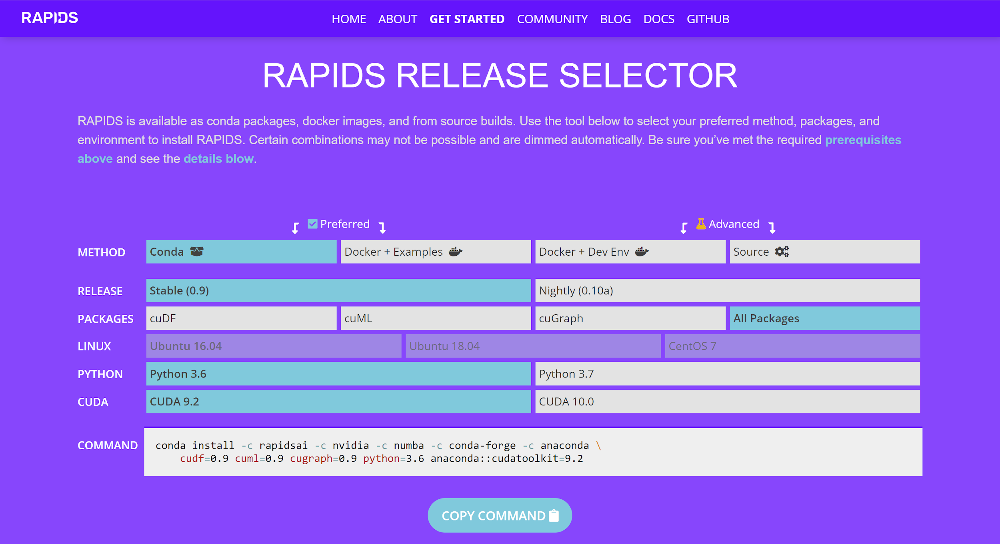 RAPIDS
HOME ABOUT GET STARTED COMMUNITY BLOG DOCS GITHUB
RAPIDS RELEASE SELECTOR
RAPIDS is available as conda packages, docker images, and from source builds. Use the tool below to select your preferred method, packages, and
environment to install RAPIDS. Certain combinations may not be possible and are dimmed automatically. Be sure you’ve met the required prerequisites
above and see the details blow.
Preferred Advanced
METHOD Conda Docker + Examples Docker + Dev Env Source
RELEASE Stable (0.9) Nightly (0.10a)
PACKAGES cuDF cuML cuGraph All Packages
LINUX Ubuntu 16.04 Ubuntu 18.04 CentOS 7
PYTHON Python 3.6 Python 3.7
CUDA CUDA 9.2 CUDA 10.0
COMMAND conda install -c rapidsai -c nvidia -c numba -c conda-forge -c anaconda \
cudf=0.9 cuml=0.9 cugraph=0.9 python=3.6 anaconda::cudatoolkit=9.2
COPY COMMAND